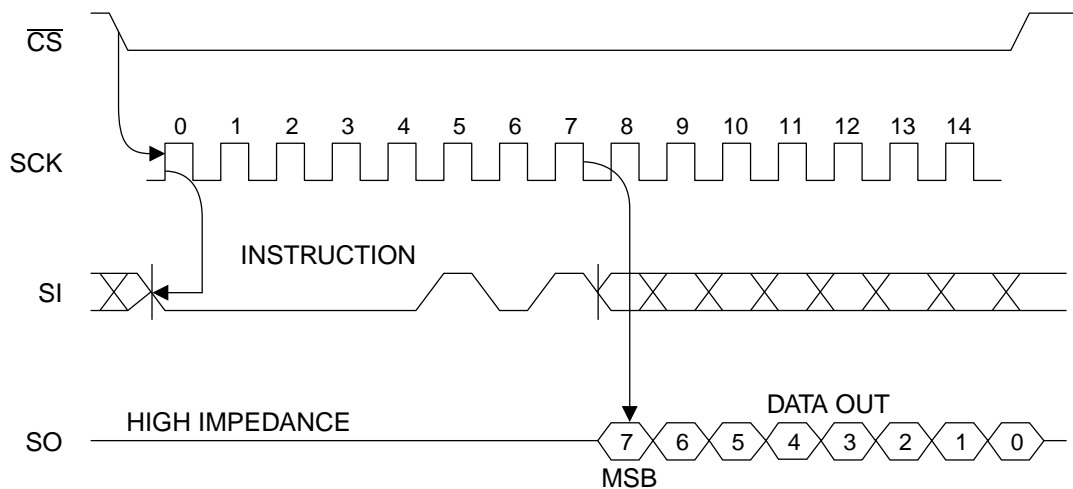 CS
0 1 2 3 4 5 6 7 8 9 10 11 12 13 14
SCK
INSTRUCTION
SI
HIGH IMPEDANCE
DATA OUT
SO
7 6 5 4 3 2 1 0
MSB